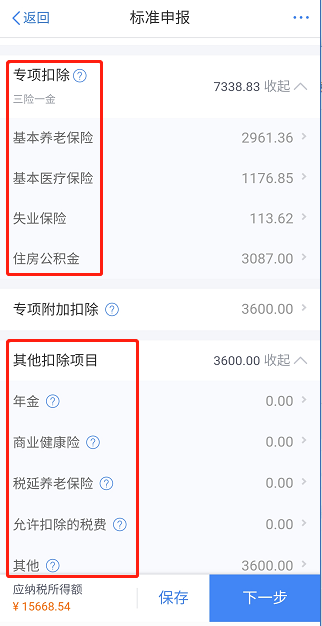 返回 标准申报 ...
专项扣除 ? 7338.83 收起
三险一金
基本养老保险 2961.36
基本医疗保险 1176.85
失业保险 113.62
住房公积金 3087.00
专项附加扣除 ? 3600.00
其他扣除项目 3600.00 收起
年金 ? 0.00
商业健康险 ? 0.00
税延养老保险 ? 0.00
允许扣除的税费 ? 0.00
其他 ? 3600.00
应纳税所得额
¥ 15668.54 保存 下一步